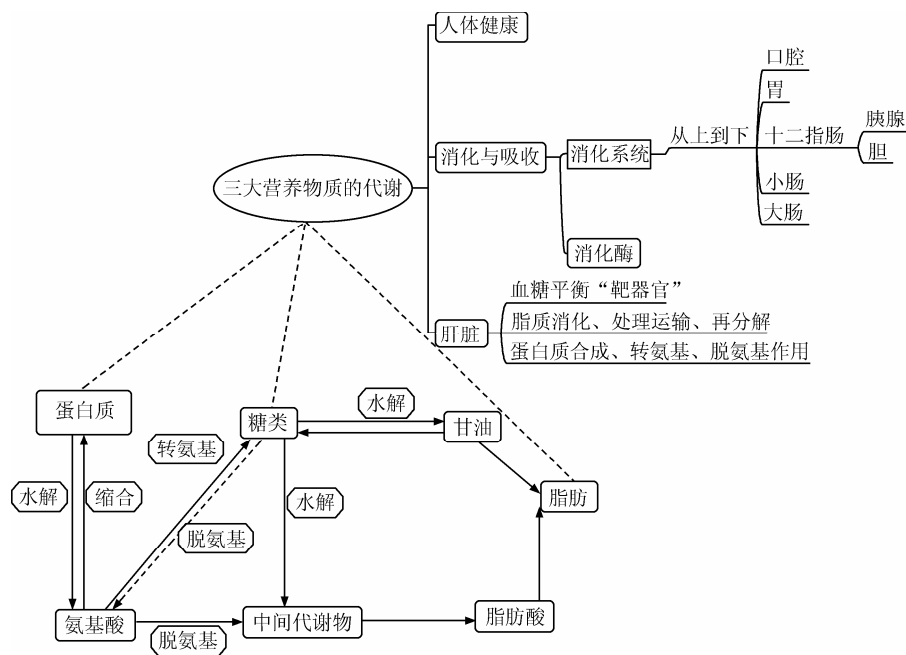 人体健康
口腔
胃
胰腺
从上到下
十二指肠
消化与吸收
消化系统
胆
三大营养物质的代谢
小肠
大肠
消化酶
血糖平衡“靶器官”
肝脏
脂质消化、处理运输、再分解
蛋白质合成、转氨基、脱氨基作用
蛋白质
糖类
水解
甘油
转氨基
水解
缩合
水解
脂肪
脱氨基
氨基酸
脱氨基
中间代谢物
脂肪酸